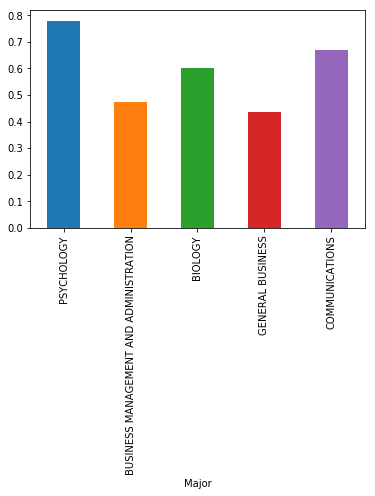 0.8
0.7
0.6
0.5
0.4
0.3
0.2
0.1
0.0
PSYCHOLOGY
BUSINESS MANAGEMENT AND ADMINISTRATION
BIOLOGY
GENERAL BUSINESS
COMMUNICATIONS
Major